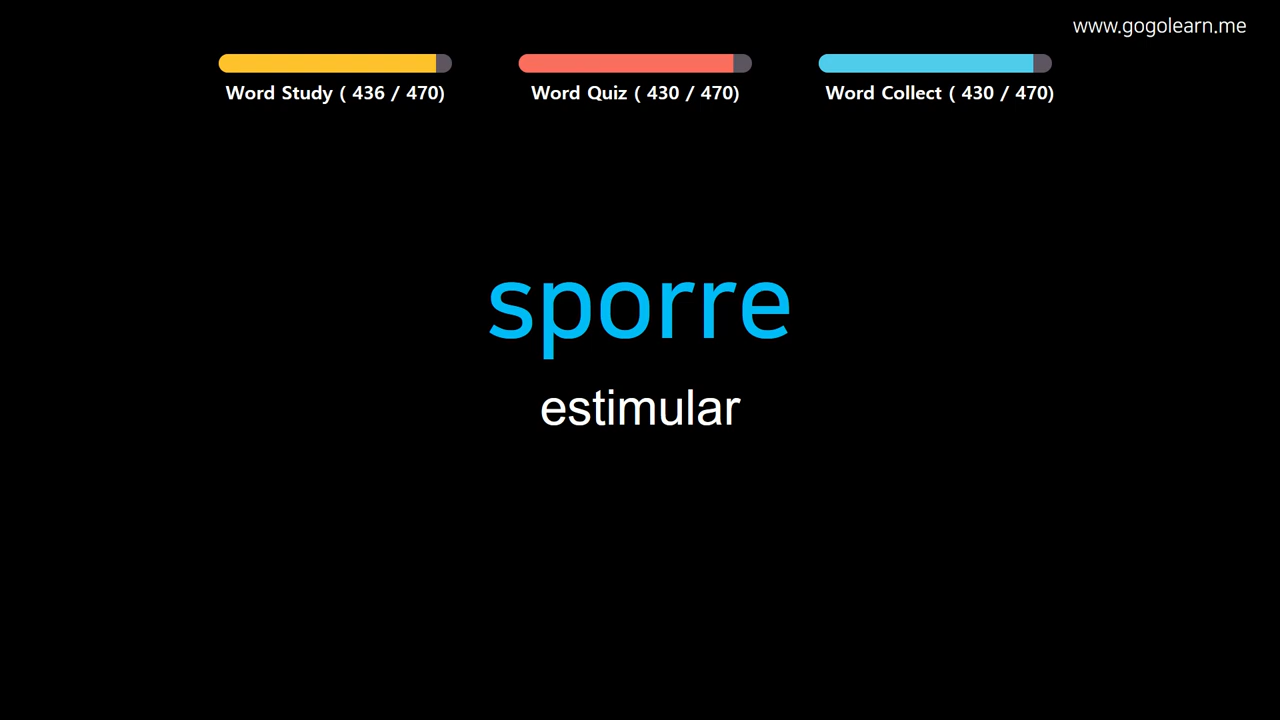 www.gogolearn.me
Word Study ( 436 / 470)
Word Quiz ( 430 / 470)
Word Collect ( 430 / 470)
sporre
estimular